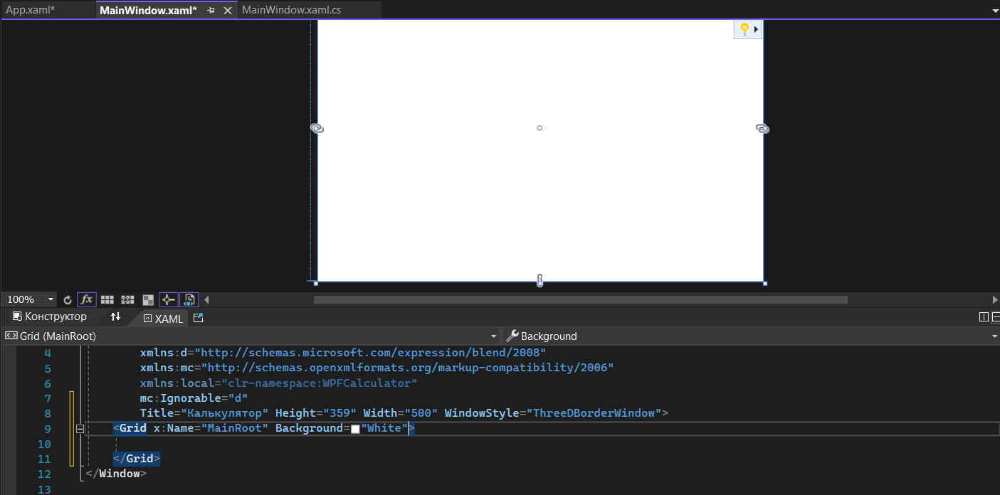 App.xaml* MainWindow.xaml* MainWindow.xaml.cs
100% fx
Конструктор XAML
Grid (MainRoot) Background
4 xmlns:d="http://schemas.microsoft.com/expression/blend/2008"
5 xmlns:mc="http://schemas.openxmlformats.org/markup-compatibility/2006"
6 xmlns:local="clr-namespace:WPFCalculator"
7 mc:Ignorable="d"
8 Title="Калькулятор" Height="359" Width="500" WindowStyle="ThreeDBorderWindow">
9 <Grid x:Name="MainRoot" Background="White">
10
11 </Grid>
12 </Window>
13